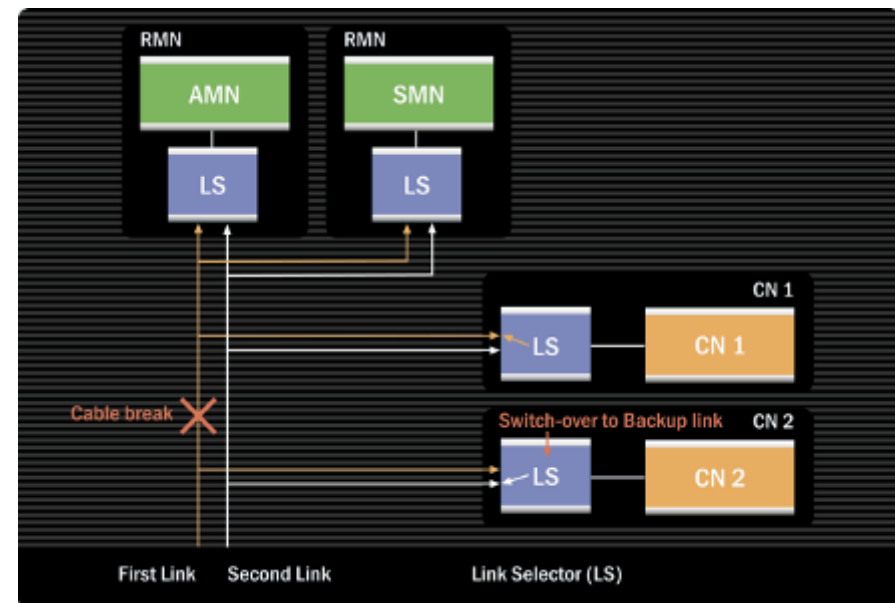 RMN
RMN
AMN
SMN
LS
LS
CN 1
LS
CN 1
Cable break
Switch-over to Backup link
CN 2
LS
CN 2
First Link
Second Link
Link Selector (LS)